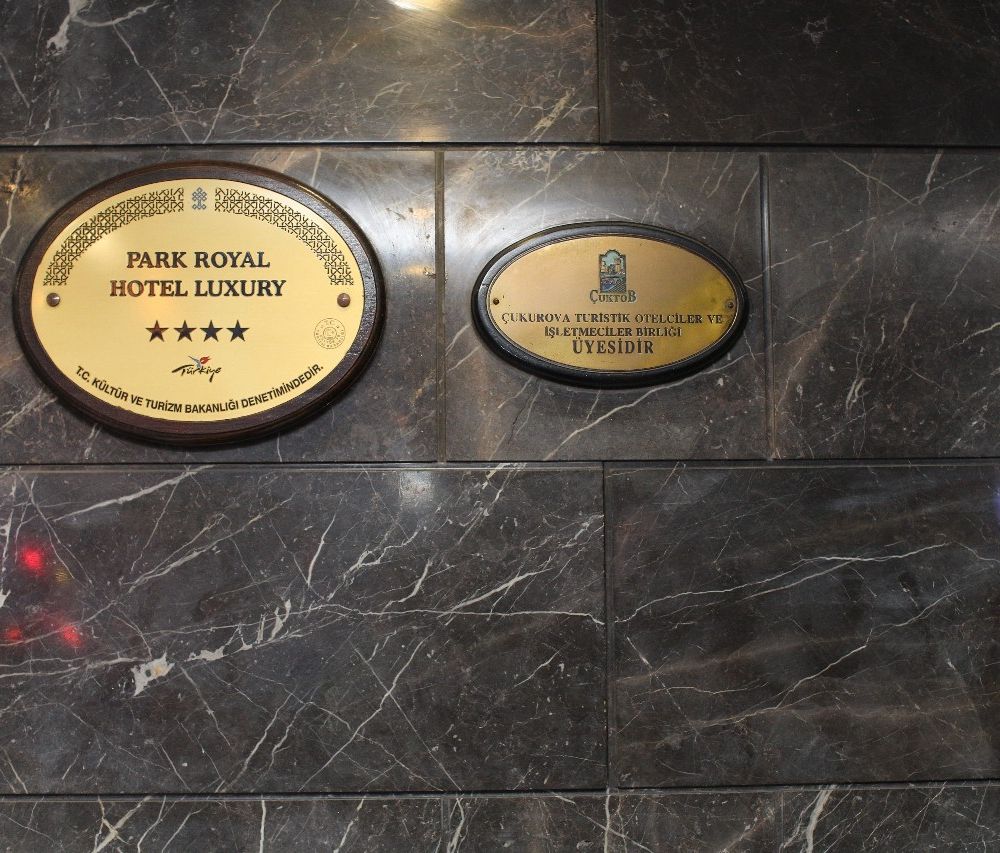 PARK ROYAL
HOTEL LUXURY
Türkiye
T.C. KÜLTÜR VE TURİZM BAKANLIĞI DENETİMİNDEDİR.
ÇUKTOB
ÇUKUROVA TURİSTİK OTELCİLER VE
İŞLETMECİLER BİRLİĞİ
ÜYESİDİR